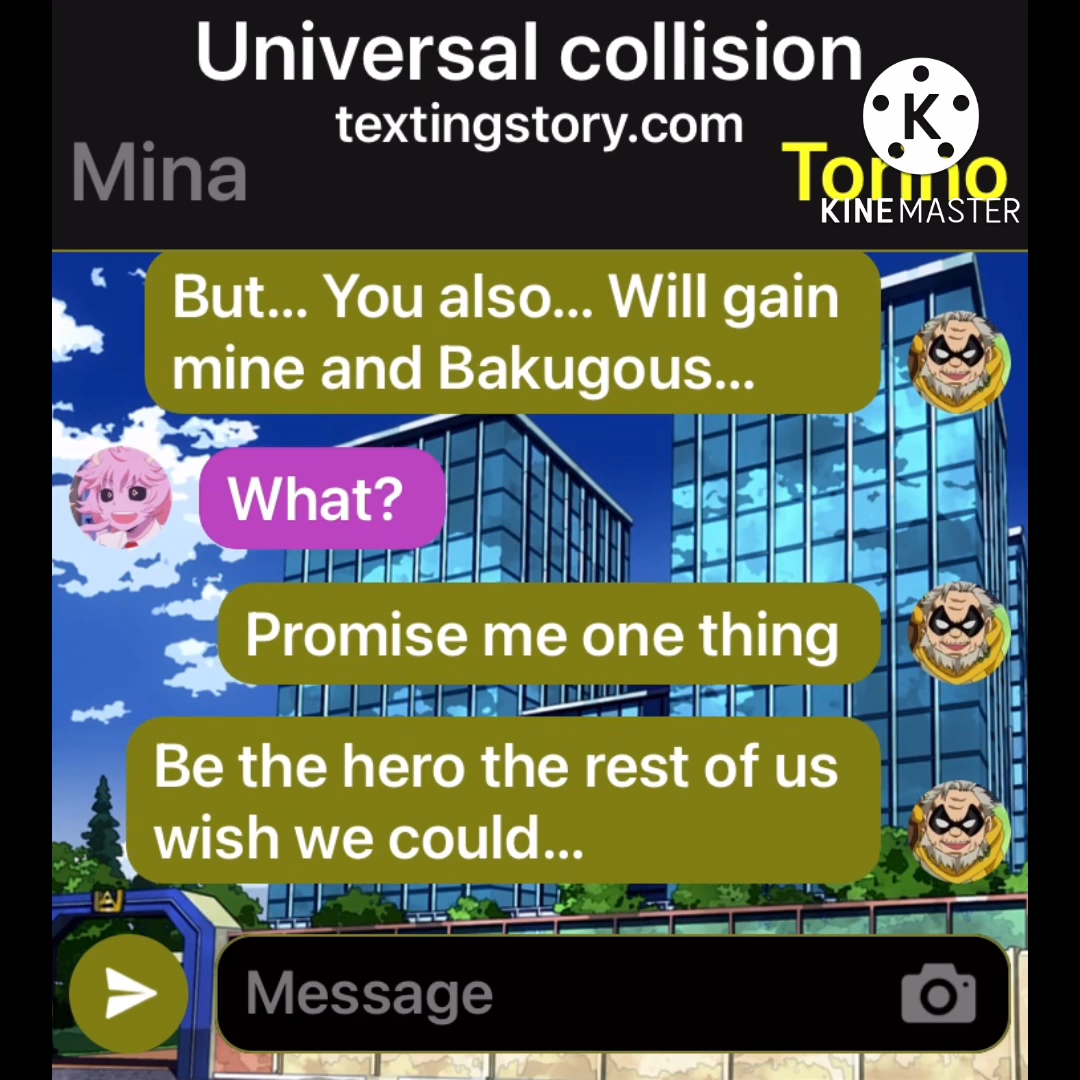 Universal collision
textingstory.com
K
Mina
KINEMASTER
But... You also... Will gain
mine and Bakugous...
What?
Promise me one thing
Be the hero the rest of us
wish we could...
Message